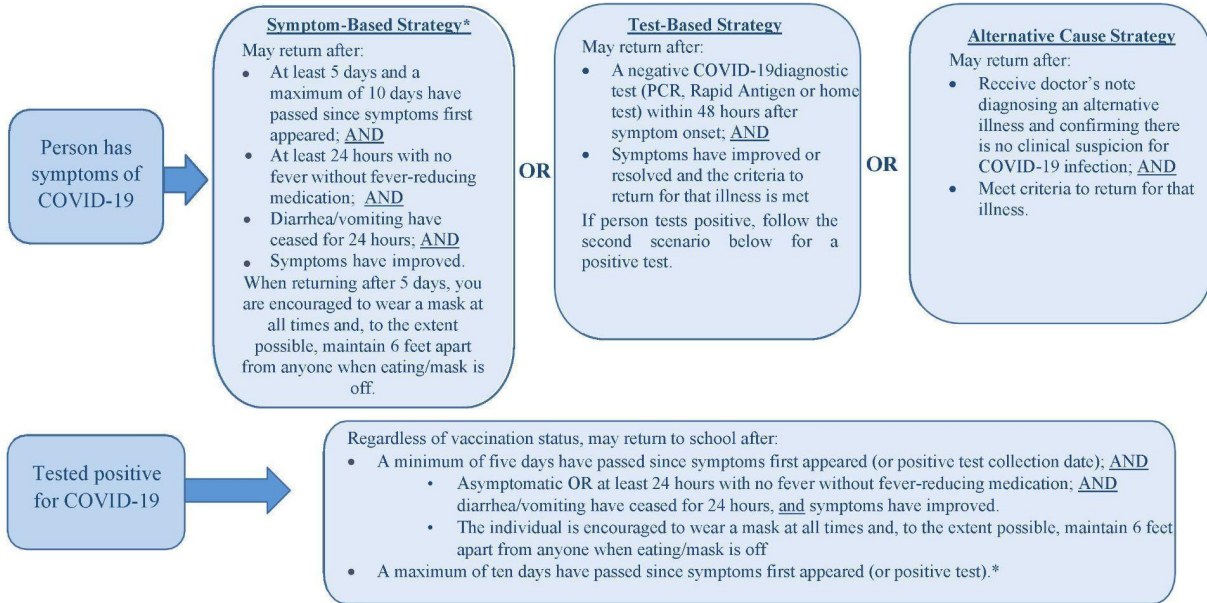 Person has
symptoms of
COVID-19
Symptom-Based Strategy*
May return after:
• At least 5 days and a
maximum of 10 days have
passed since symptoms first
appeared; AND
• At least 24 hours with no
fever without fever-reducing
medication; AND
• Diarrhea/vomiting have
ceased for 24 hours; AND
• Symptoms have improved.
When returning after 5 days, you
are encouraged to wear a mask at
all times and, to the extent
possible, maintain 6 feet apart
from anyone when eating/mask is
off.
OR
Test-Based Strategy
May return after:
• A negative COVID-19diagnostic
test (PCR, Rapid Antigen or home
test) within 48 hours after
symptom onset; AND
• Symptoms have improved or
resolved and the criteria to
return for that illness is met
If person tests positive, follow the
second scenario below for a
positive test.
OR
Alternative Cause Strategy
May return after:
• Receive doctor's note
diagnosing an alternative
illness and confirming there
is no clinical suspicion for
COVID-19 infection; AND
• Meet criteria to return for that
illness.
Tested positive
for COVID-19
Regardless of vaccination status, may return to school after:
• A minimum of five days have passed since symptoms first appeared (or positive test collection date); AND
• Asymptomatic OR at least 24 hours with no fever without fever-reducing medication; AND
diarrhea/vomiting have ceased for 24 hours, and symptoms have improved.
• The individual is encouraged to wear a mask at all times and, to the extent possible, maintain 6 feet
apart from anyone when eating/mask is off
• A maximum of ten days have passed since symptoms first appeared (or positive test).*